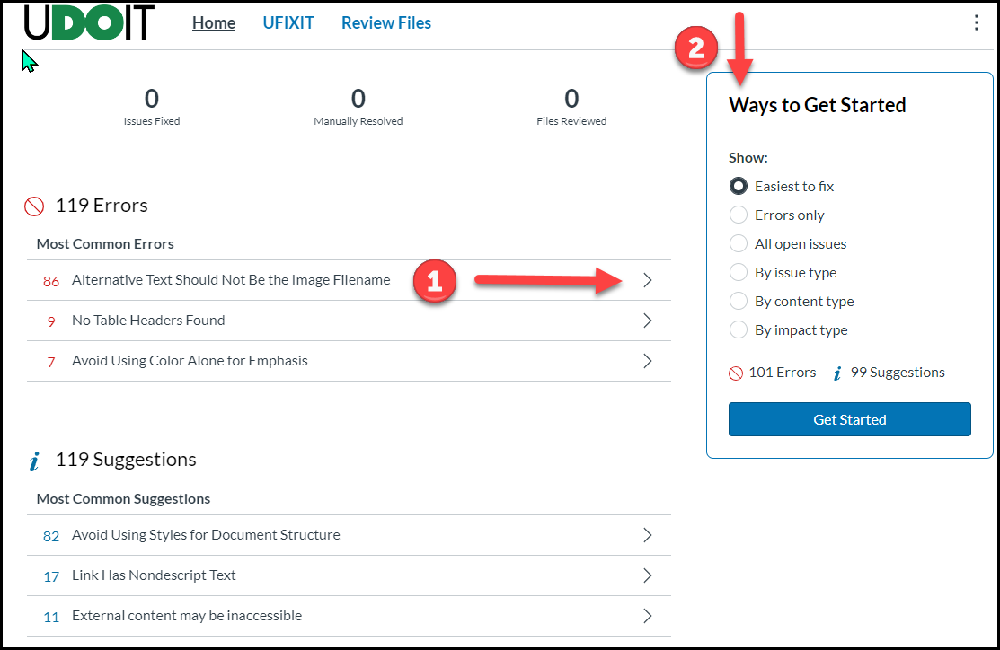 UDOIT
Home UFIXIT Review Files
0 0 0
Issues Fixed Manually Resolved Files Reviewed
119 Errors
Most Common Errors
86 Alternative Text Should Not Be the Image Filename
1
9 No Table Headers Found
7 Avoid Using Color Alone for Emphasis
119 Suggestions
Most Common Suggestions
82 Avoid Using Styles for Document Structure
17 Link Has Nondescript Text
11 External content may be inaccessible
2
Ways to Get Started
Show:
Easiest to fix
Errors only
All open issues
By issue type
By content type
By impact type
101 Errors i 99 Suggestions
Get Started